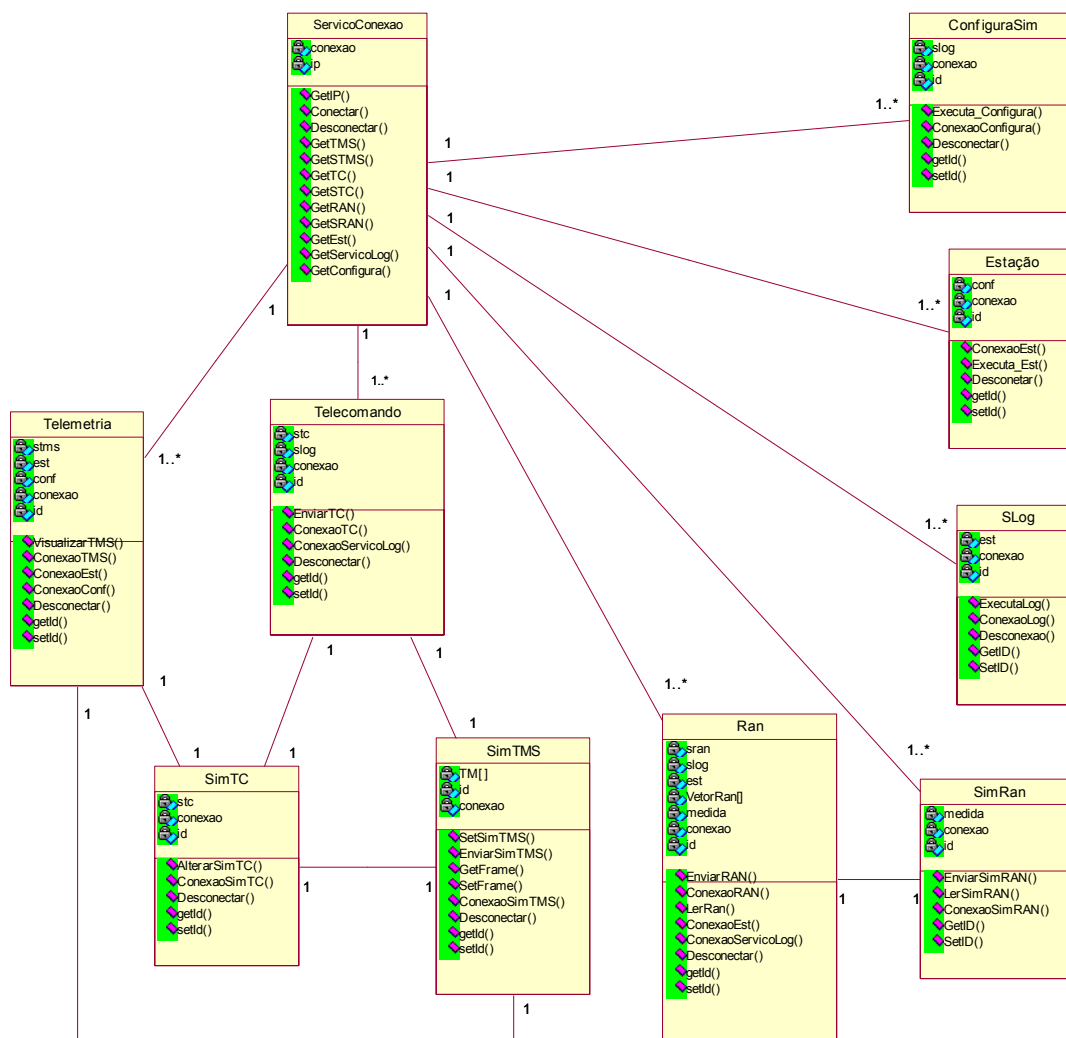 ServicoConexao
conexao
ip
GetIP()
Conectar()
Desconectar()
GetTMS()
GetSTMS()
GetTC()
GetSTC()
GetRAN()
GetSRAN()
GetEst()
GetServicoLog()
GetConfigura()
ConfiguraSim
slog
conexao
id
Executa_Configura()
ConexaoConfigura()
Desconectar()
getId()
setId()
1..*
1
1
1
1
1
1
1
Estação
conf
conexao
id
ConexaoEst()
Executa_Est()
Desconetar()
getId()
setId()
1..*
1..*
Telemetria
stms
est
conf
conexao
id
VisualizarTMS()
ConexaoTMS()
ConexaoEst()
ConexaoConf()
Desconectar()
getId()
setId()
1..*
Telecomando
stc
slog
conexao
id
EnviarTC()
ConexaoTC()
ConexaoServicoLog()
Desconectar()
getId()
setId()
1..*
SLog
est
conexao
id
ExecutaLog()
ConexaoLog()
Desconexao()
GetID()
SetID()
1
1
1
1
1
1
1
SimTC
stc
conexao
id
AlterarSimTC()
ConexaoSimTC()
Desconectar()
getId()
setId()
1
1
SimTMS
TM[ ]
id
conexao
SetSimTMS()
EnviarSimTMS()
GetFrame()
SetFrame()
ConexaoSimTMS()
Desconectar()
getId()
setId()
1
1..*
Ran
sran
slog
est
VetorRan[]
medida
conexao
id
EnviarRAN()
ConexaoRAN()
LerRan()
ConexaoEst()
ConexaoServicoLog()
Desconectar()
getId()
setId()
1
1
1..*
SimRan
medida
conexao
id
EnviarSimRAN()
LerSimRAN()
ConexaoSimRAN()
GetID()
SetID()